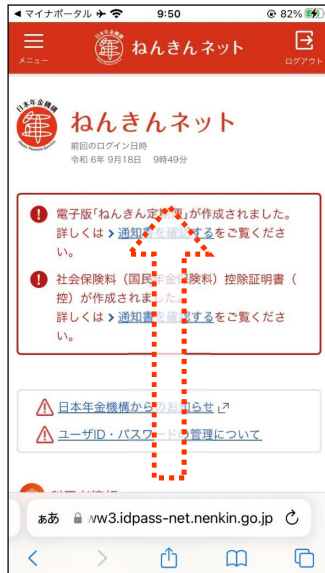 マイナポータル
9:50
82%
メニュー
ねんきんネット
ログアウト
日本年金機構
年
Japan Pension Service
ねんきんネット
前回のログイン日時
令和 6年 9月18日 9時49分
電子版「ねんきん定期便」が作成されました。
詳しくは > 通知書を確認するをご覧くださ
い。
社会保険料（国民年金保険料）控除証明書（
控）が作成されました。
詳しくは > 通知書を確認するをご覧くださ
い。
日本年金機構からのお知らせ
ユーザID・パスワードの管理について
ぁあ
ww3.idpass-net.nenkin.go.jp